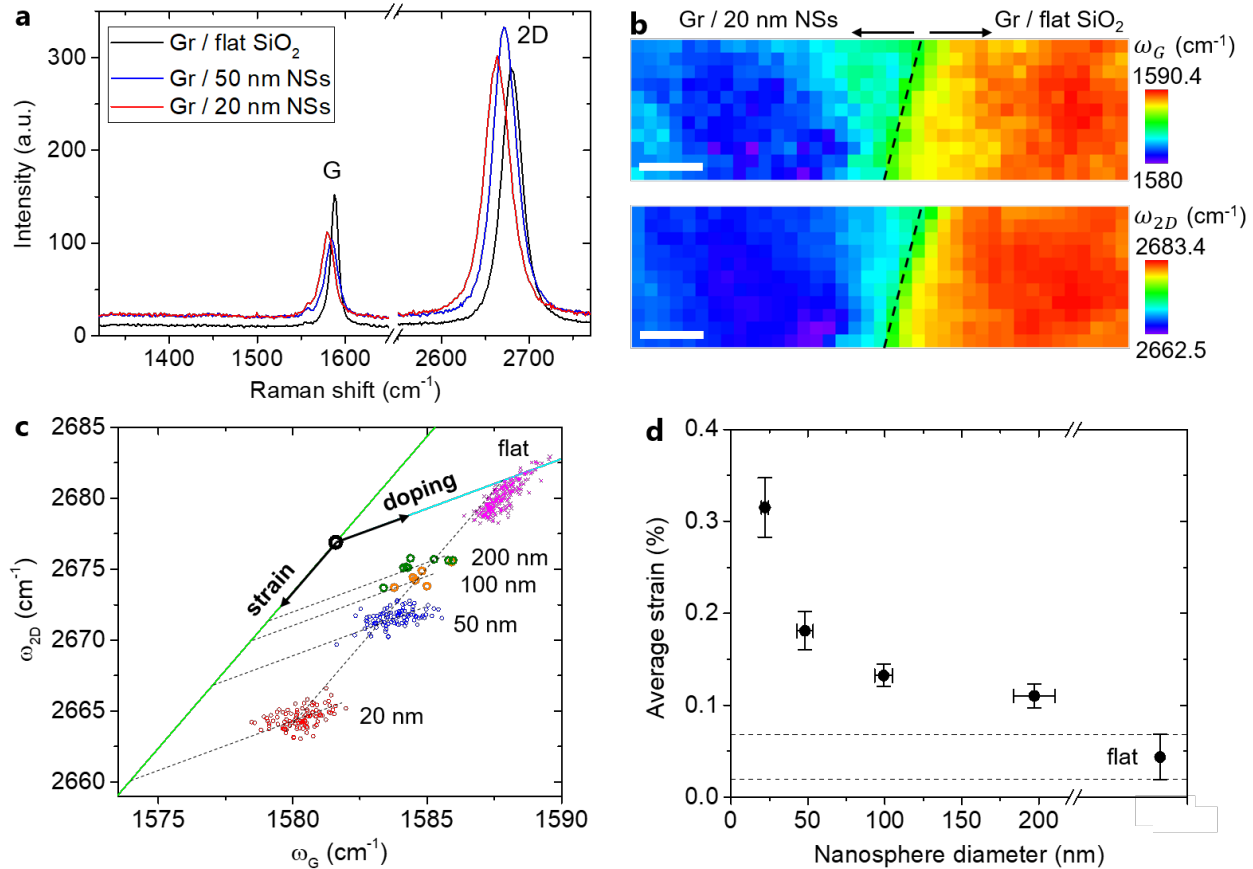 a
300
200
100
0
Intensity (a.u.)
Gr / flat SiO₂
Gr / 50 nm NSs
Gr / 20 nm NSs
G
2D
1400 1500 1600 2600 2700
Raman shift (cm⁻¹)
b
Gr / 20 nm NSs Gr / flat SiO₂
ω_G (cm⁻¹)
1590.4
1580
ω_2D (cm⁻¹)
2683.4
2662.5
c
2685
2680
2675
2670
2665
2660
ω_2D (cm⁻¹)
flat
doping
strain
200 nm
100 nm
50 nm
20 nm
1575 1580 1585 1590
ω_G (cm⁻¹)
d
0.4
0.3
0.2
0.1
0.0
Average strain (%)
flat
0 50 100 150 200
Nanosphere diameter (nm)